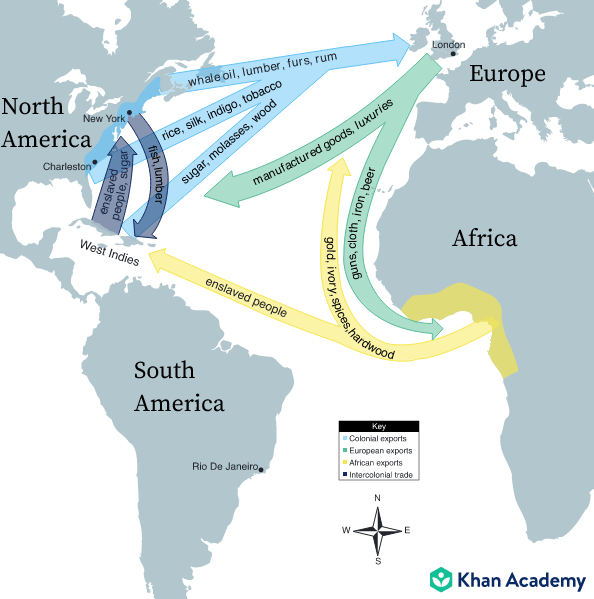 London
Europe
whale oil, lumber, furs, rum
North
America
New York
rice, silk, indigo, tobacco
sugar, molasses, wood
manufactured goods, luxuries
Charleston
enslaved
people, sugar
fish, lumber
guns, cloth, iron, beer
West Indies
Africa
gold, ivory, spices, hardwood
enslaved people
South
America
Rio De Janeiro
Key
Colonial exports
European exports
African exports
Intercolonial trade
N
W
E
S
Khan Academy